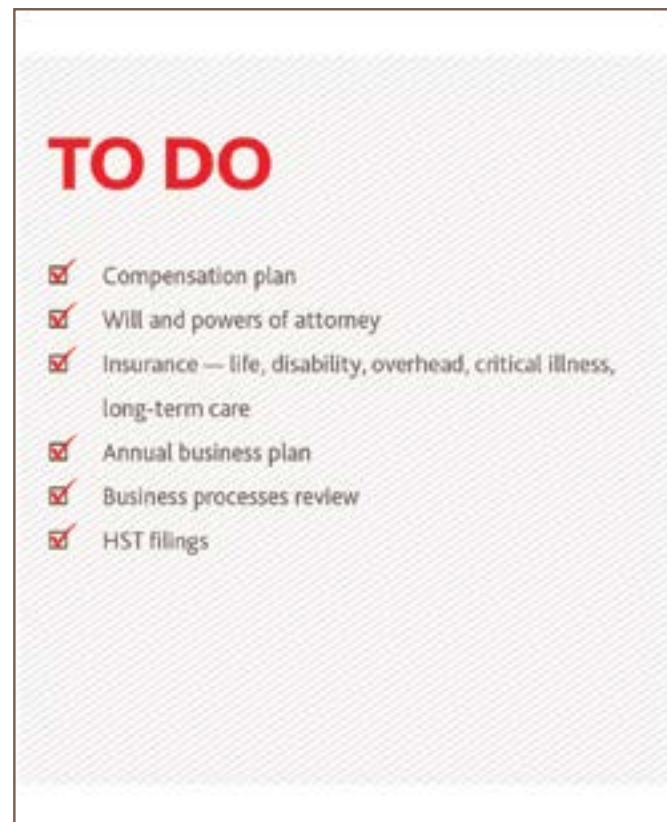 TO DO
Compensation plan
Will and powers of attorney
Insurance — life, disability, overhead, critical illness,
long-term care
Annual business plan
Business processes review
HST filings